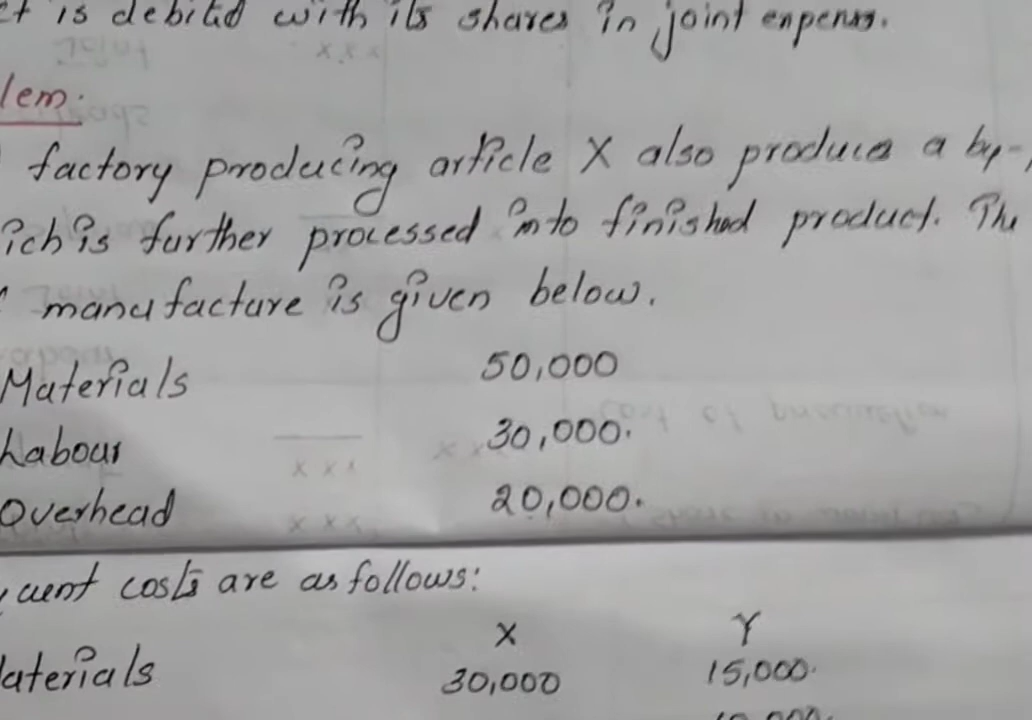 is debited with its shares in joint expens.
lem:
factory producing article X also produces a by-
ich is further processed into finished product. The
manufacture is given below.
Materials 50,000
Labour 30,000.
Overhead 20,000.
uent costs are as follows:
X Y
aterials 30,000 15,000.